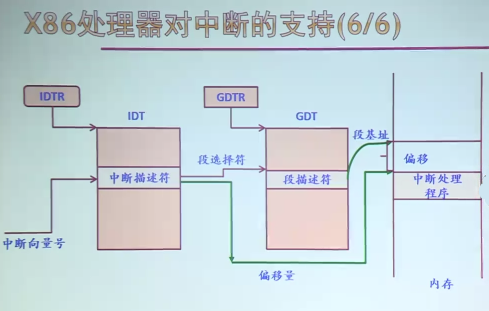 X86处理器对中断的支持(6/6)
IDTR
GDTR
IDT
GDT
段基址
段选择符
偏移
中断描述符
段描述符
中断处理
程序
中断向量号
偏移量
内存